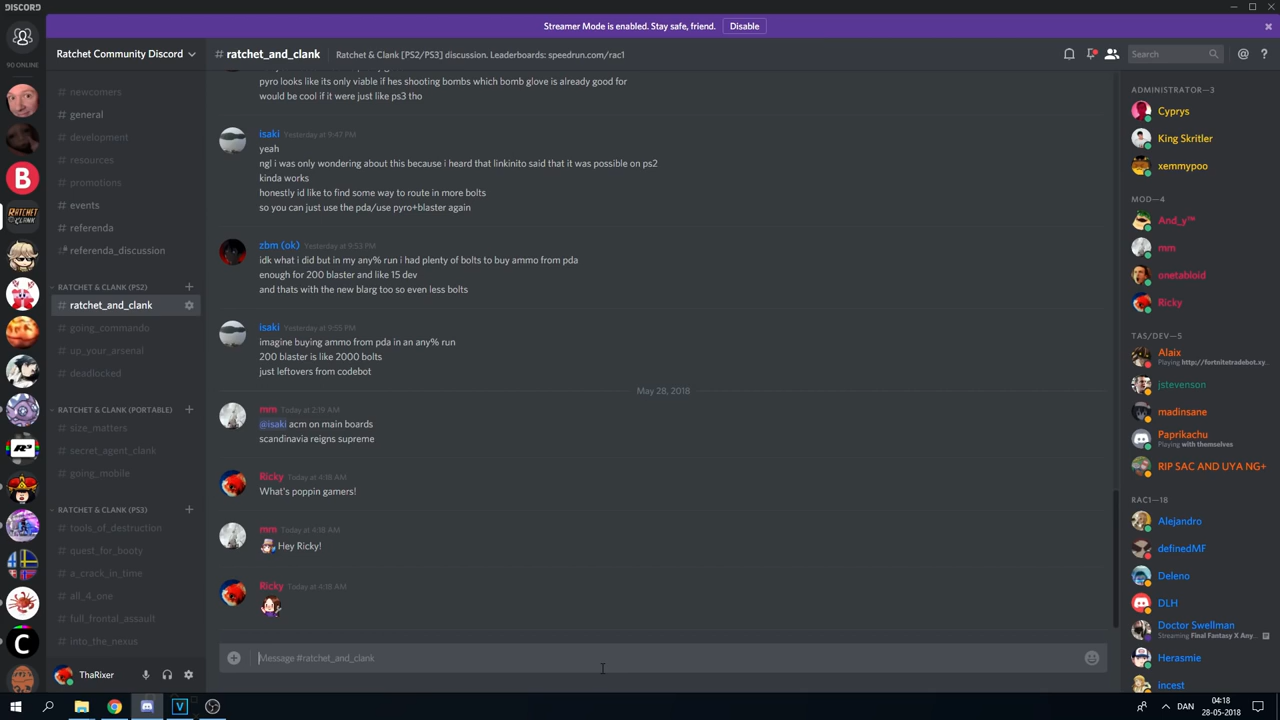 DISCORD
Streamer Mode is enabled. Stay safe, friend. Disable
90 ONLINE
Ratchet Community Discord
# newcomers
# general
# development
# resources
# promotions
# events
# referenda
# referenda_discussion
RATCHET & CLANK (PS2)
# ratchet_and_clank
# going_commando
# up_your_arsenal
# deadlocked
RATCHET & CLANK (PORTABLE)
# size_matters
# secret_agent_clank
# going_mobile
RATCHET & CLANK (PS3)
# tools_of_destruction
# quest_for_booty
# a_crack_in_time
# all_4_one
# full_frontal_assault
# into_the_nexus
ThaRixer
# ratchet_and_clank Ratchet & Clank [PS2/PS3] discussion. Leaderboards: speedrun.com/rac1
Search
pyro looks like its only viable if hes shooting bombs which bomb glove is already good for
would be cool if it were just like ps3 tho
isaki Yesterday at 9:47 PM
yeah
ngl i was only wondering about this because i heard that linkinito said that it was possible on ps2
kinda works
honestly id like to find some way to route in more bolts
so you can just use the pda/use pyro+blaster again
zbm (ok) Yesterday at 9:53 PM
idk what i did but in my any% run i had plenty of bolts to buy ammo from pda
enough for 200 blaster and like 15 dev
and thats with the new blarg too so even less bolts
isaki Yesterday at 9:55 PM
imagine buying ammo from pda in an any% run
200 blaster is like 2000 bolts
just leftovers from codebot
May 28, 2018
mm Today at 2:19 AM
@isaki acm on main boards
scandinavia reigns supreme
Ricky Today at 4:18 AM
What's poppin gamers!
mm Today at 4:18 AM
Hey Ricky!
Ricky Today at 4:18 AM
Message #ratchet_and_clank
ADMINISTRATOR—3
Cyprys
King Skritler
xemmypoo
MOD—4
And_y™
mm
onetabloid
Ricky
TAS/DEV—5
Alaix
Playing http://fortnitetradebot.xy...
jstevenson
madinsane
Paprikachu
Playing with themselves
RIP SAC AND UYA NG+
RAC1—18
Alejandro
definedMF
Deleno
DLH
Doctor Swellman
Streaming Final Fantasy X Any...
Herasmie
incest
DAN
04:18
28-05-2018